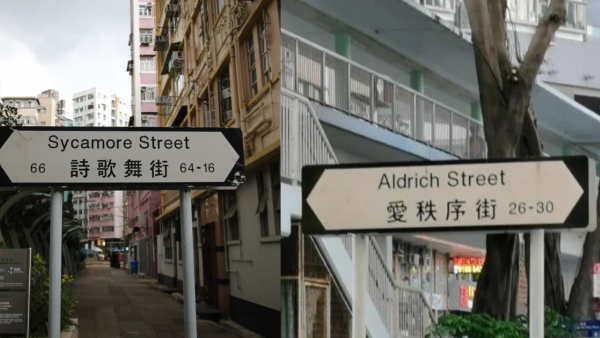 Sycamore Street
66 詩歌舞街 64-16
Aldrich Street
愛秩序街 26-30